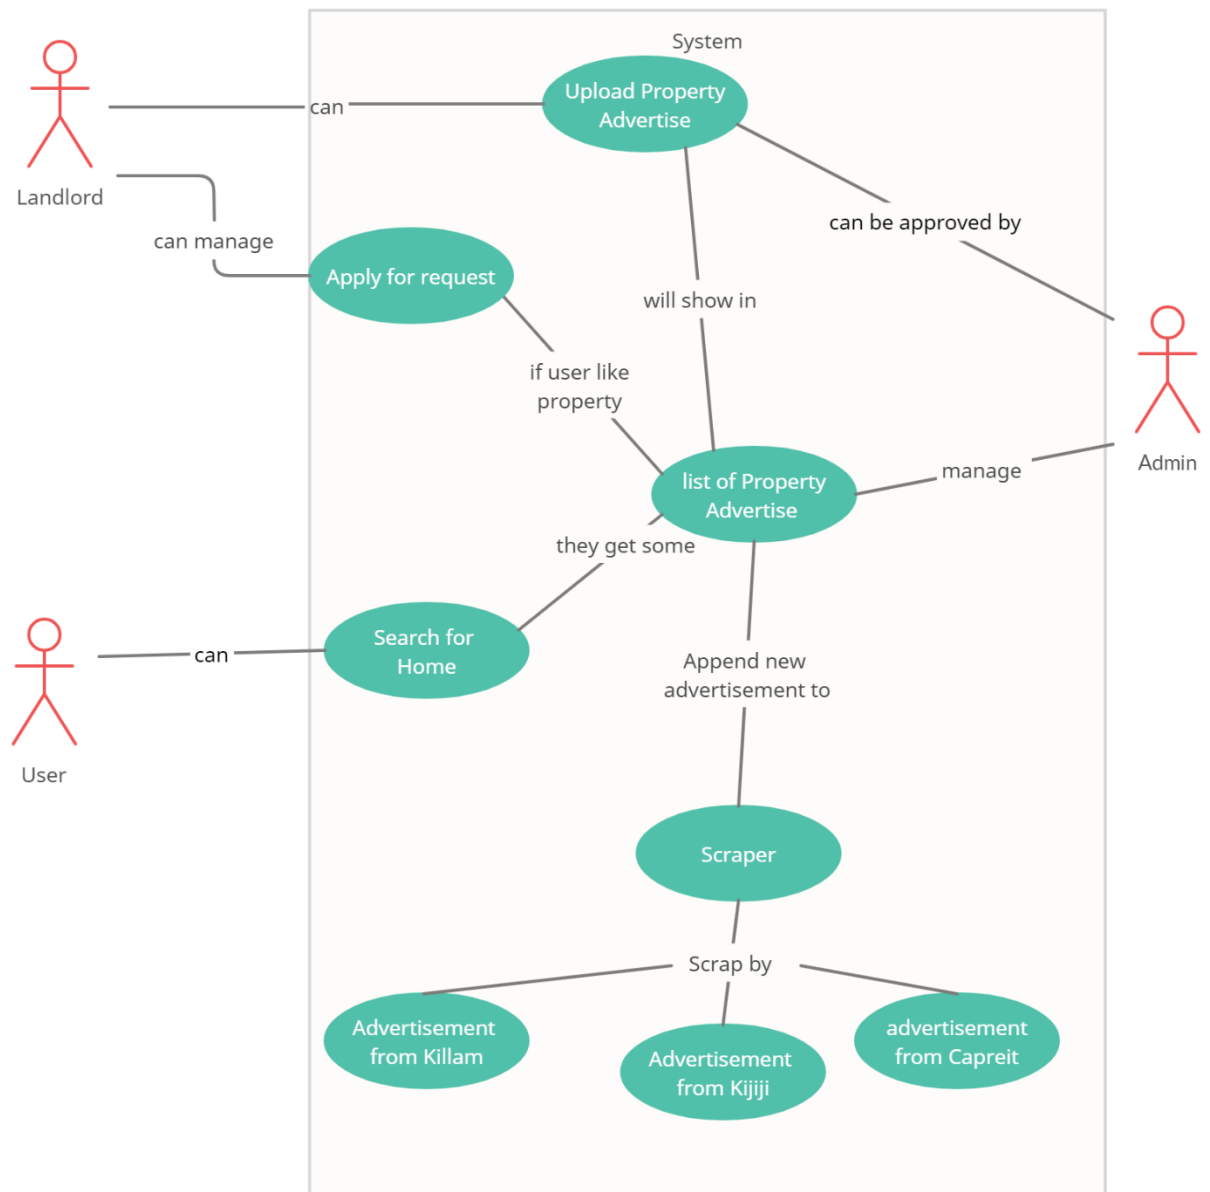 System
Upload Property
Advertise
can
Landlord
can manage
can be approved by
Apply for request
will show in
if user like
property
Admin
manage
list of Property
Advertise
they get some
Search for
Home
can
User
Append new
advertisement to
Scraper
Scrap by
Advertisement
from Killam
Advertisement
from Kijiji
advertisement
from Capreit